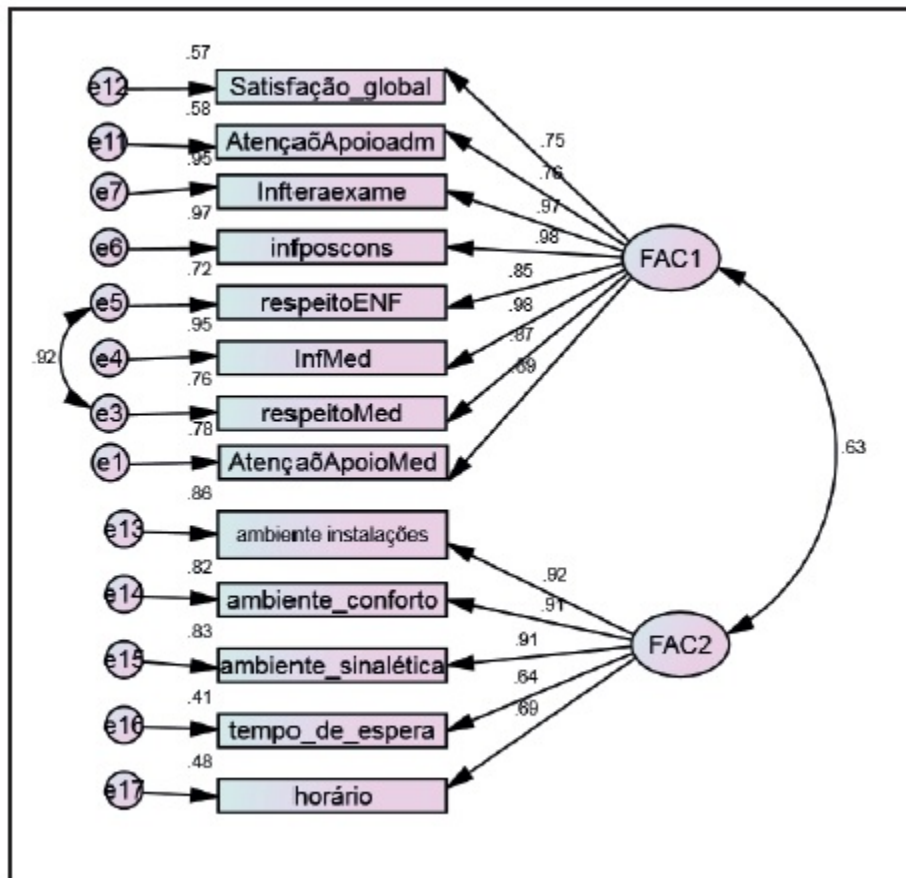 .57
e12 Satisfação_global
.75
.58
e11 AtençaõApoioadm
.76
.95
e7 Infteraexame
.97
.97
e6 infposcons
.98
FAC1
.72
.85
e5 respeitoENF
.98
.95
.87
.92
e4 InfMed
.76
e3 respeitoMed
.78
.63
e1 AtençaõApoioMed
.86
e13 ambiente instalações
.92
.82
e14 ambiente_conforto
.91
.83
.91
FAC2
e15 ambiente_sinalética
.64
.41
.69
e16 tempo_de_espera
.48
e17 horário